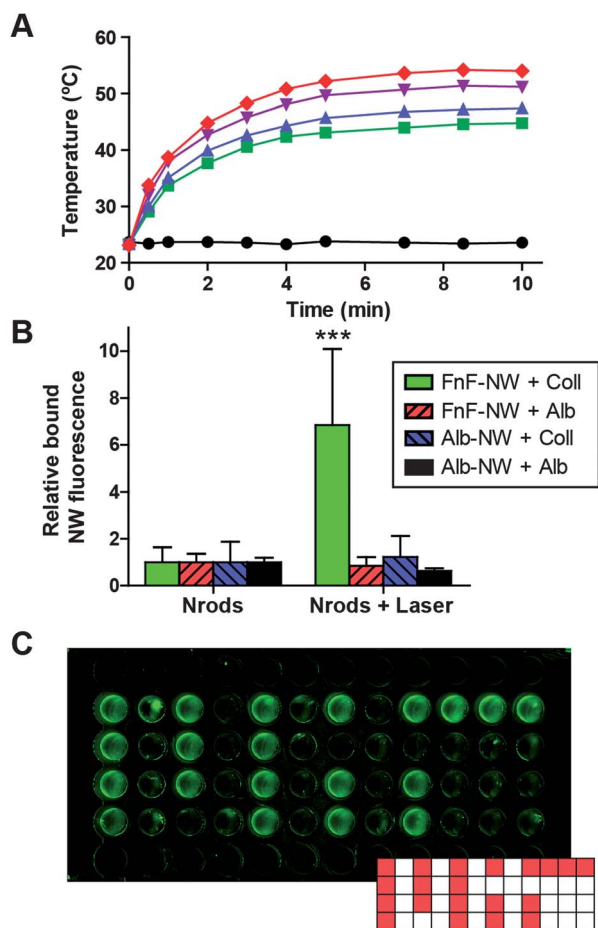 A
60
50
40
30
20
Temperature (ºC)
0
2
4
6
8
10
Time (min)
B
10
8
6
4
2
0
Relative bound
NW fluorescence
***
FnF-NW + Coll
FnF-NW + Alb
Alb-NW + Coll
Alb-NW + Alb
Nrods
Nrods + Laser
C